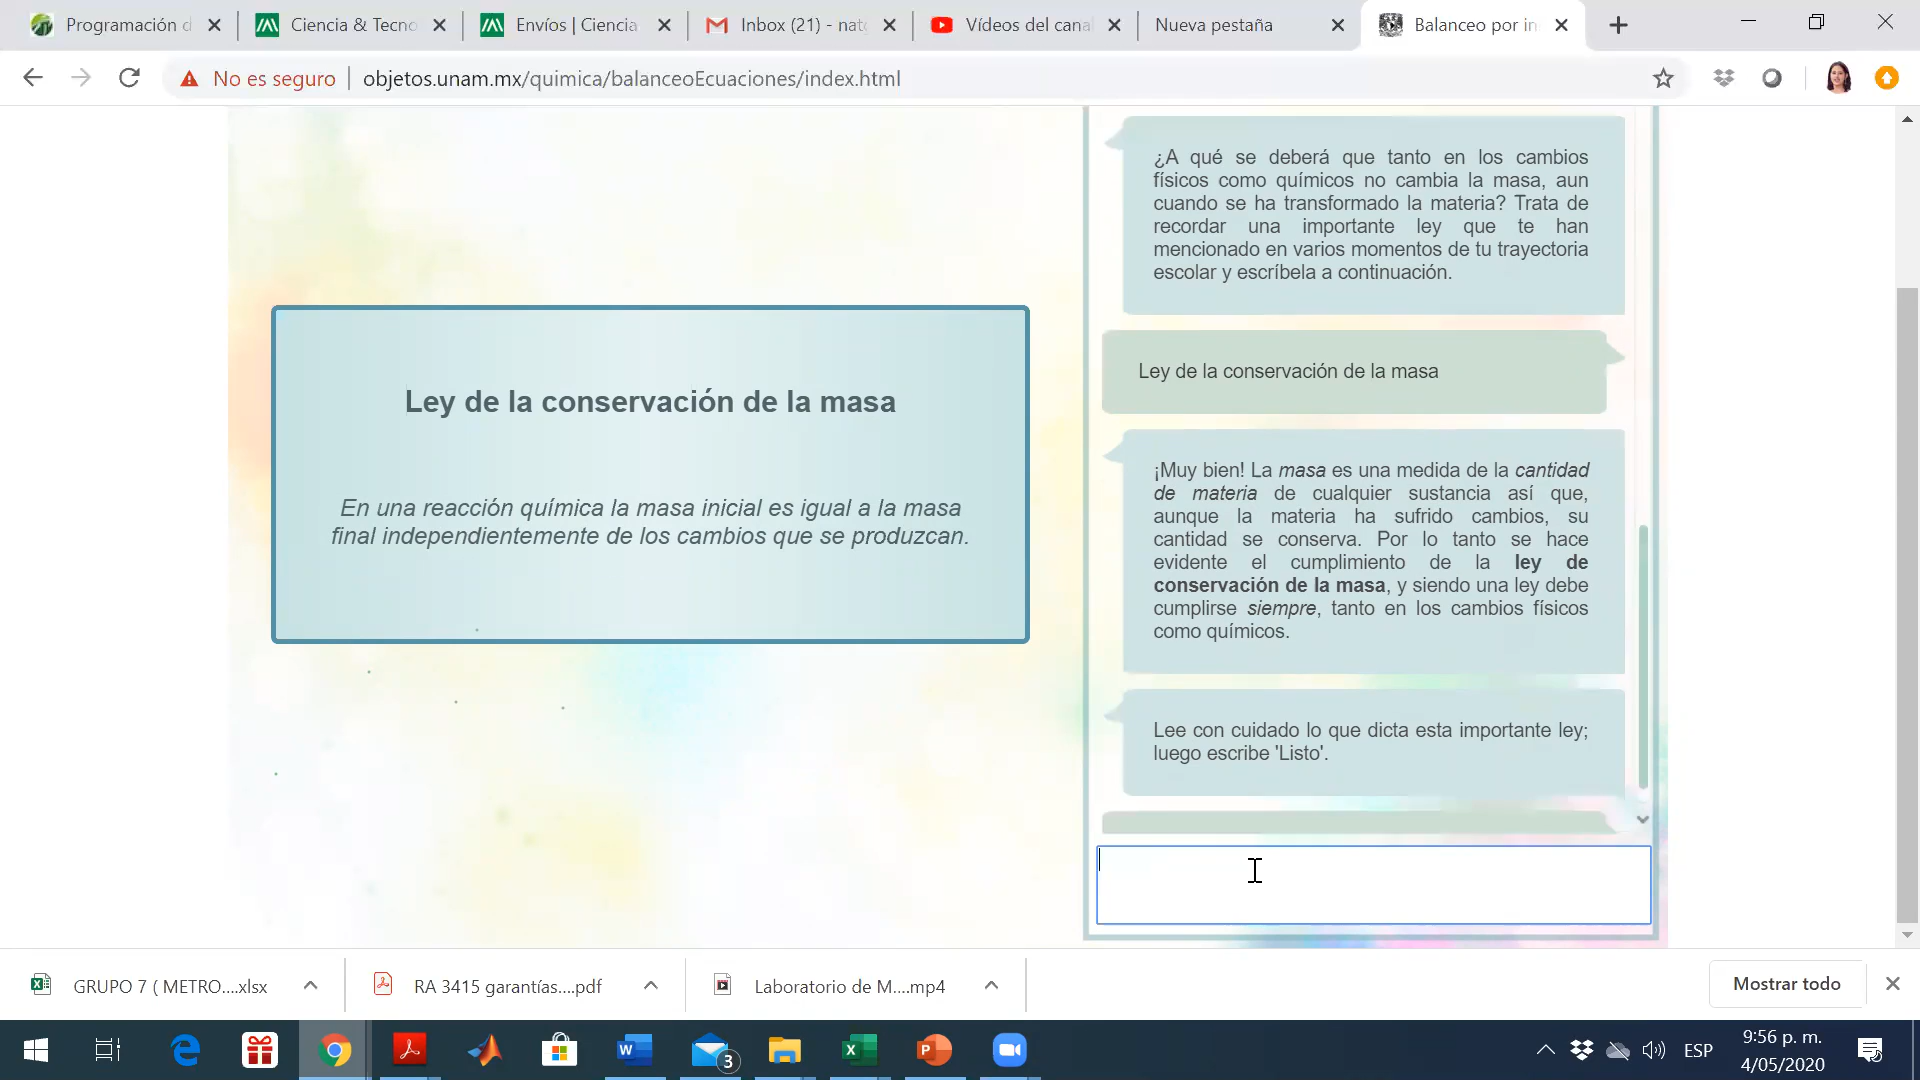 Programación d
Ciencia & Tecno
Envíos | Ciencia
Inbox (21) - natg
Vídeos del canal
Nueva pestaña
Balanceo por in
No es seguro
objetos.unam.mx/quimica/balanceoEcuaciones/index.html
Ley de la conservación de la masa
En una reacción química la masa inicial es igual a la masa
final independientemente de los cambios que se produzcan.
¿A qué se deberá que tanto en los cambios
físicos como químicos no cambia la masa, aun
cuando se ha transformado la materia? Trata de
recordar una importante ley que te han
mencionado en varios momentos de tu trayectoria
escolar y escríbela a continuación.
Ley de la conservación de la masa
¡Muy bien! La masa es una medida de la cantidad
de materia de cualquier sustancia así que,
aunque la materia ha sufrido cambios, su
cantidad se conserva. Por lo tanto se hace
evidente el cumplimiento de la ley de
conservación de la masa, y siendo una ley debe
cumplirse siempre, tanto en los cambios físicos
como químicos.
Lee con cuidado lo que dicta esta importante ley;
luego escribe 'Listo'.
GRUPO 7 ( METRO....xlsx
RA 3415 garantías....pdf
Laboratorio de M....mp4
Mostrar todo
3
ESP
9:56 p. m.
4/05/2020